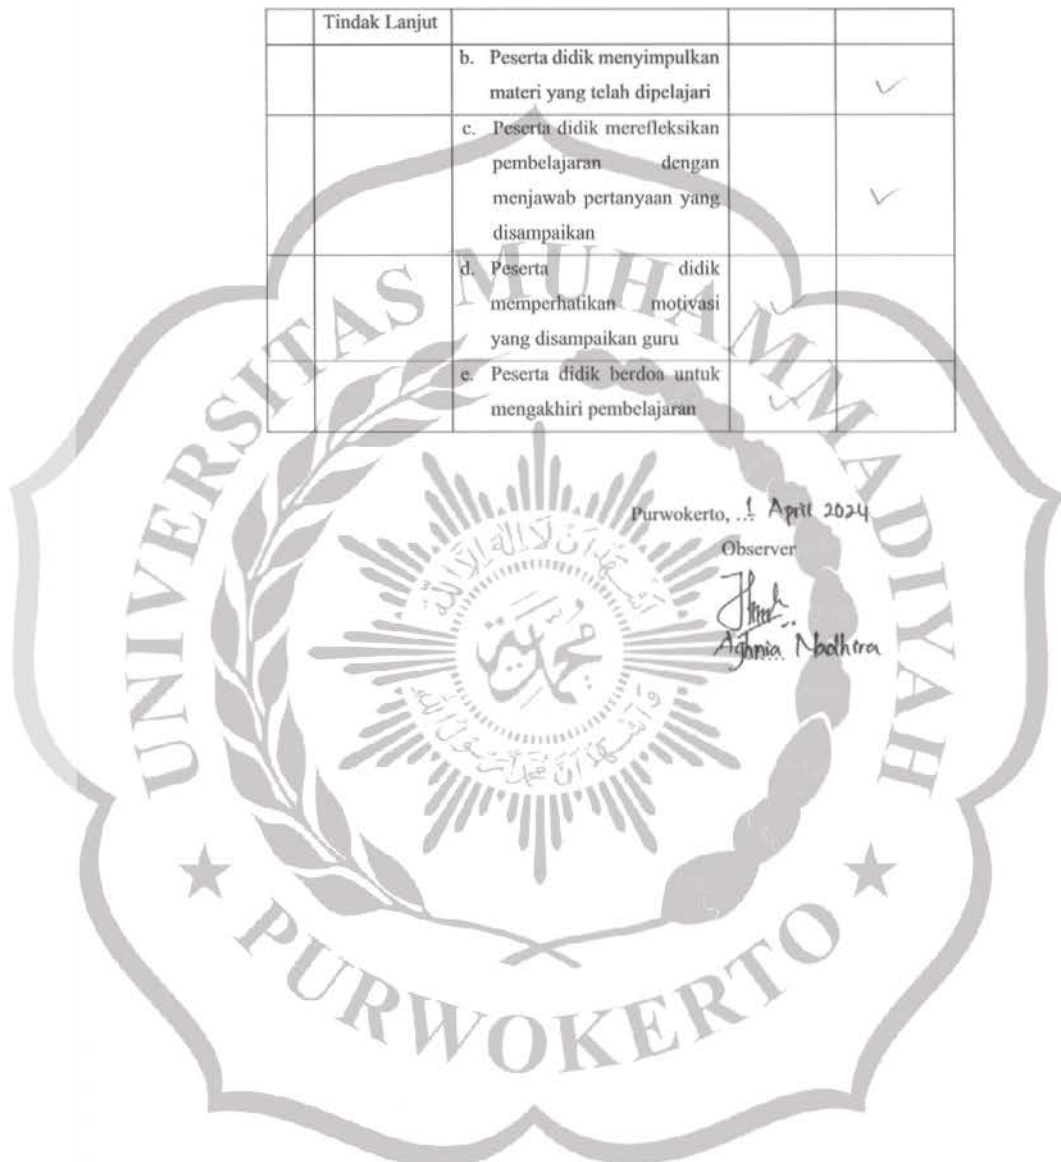 Tindak Lanjut
b. Peserta didik menyimpulkan
materi yang telah dipelajari
c. Peserta didik merefleksikan
pembelajaran dengan
menjawab pertanyaan yang
disampaikan
d. Peserta didik
memperhatikan motivasi
yang disampaikan guru
e. Peserta didik berdoa untuk
mengakhiri pembelajaran
Purwokerto, 1 April 2024
Observer
UNIVERSITAS MUHAMMADIYAH
PURWOKERTO